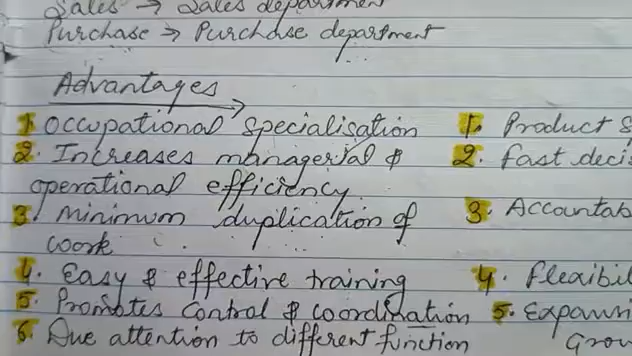 Sales → Sales department
Purchase → Purchase department
Advantages
1. Occupational specialisation
2. Increases managerial &
operational efficiency
3. Minimum duplication of
work
4. Easy & effective training
5. Promotes control & coordination
6. Due attention to different function
1. Product
2. Fast
3.
4.
5.